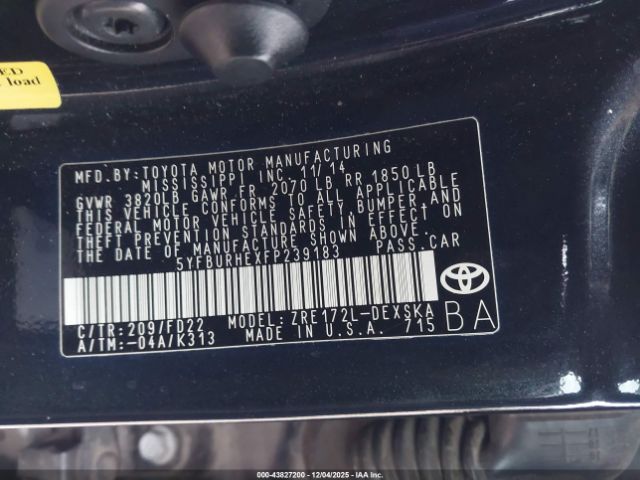 ED
load
MFD.BY:TOYOTA MOTOR MANUFACTURING
MISSISSIPPI INC. 11/14
GVWR 3820LB GAWR FR 2070 LB RR 1850 LB
THIS VEHICLE CONFORMS TO ALL APPLICABLE
FEDERAL MOTOR VEHICLE SAFETY, BUMPER, AND
THEFT PREVENTION STANDARDS IN EFFECT ON
THE DATE OF MANUFACTURE SHOWN ABOVE.
5YFBURHEXFP239183 PASS.CAR
C/TR:209/FD22 MODEL: ZRE172L-DEXSKA
A/TM:-04A/K313 MADE IN U.S.A. 715
TOYOTA
BA
000-43827200 - 12/04/2025 - IAA Inc.